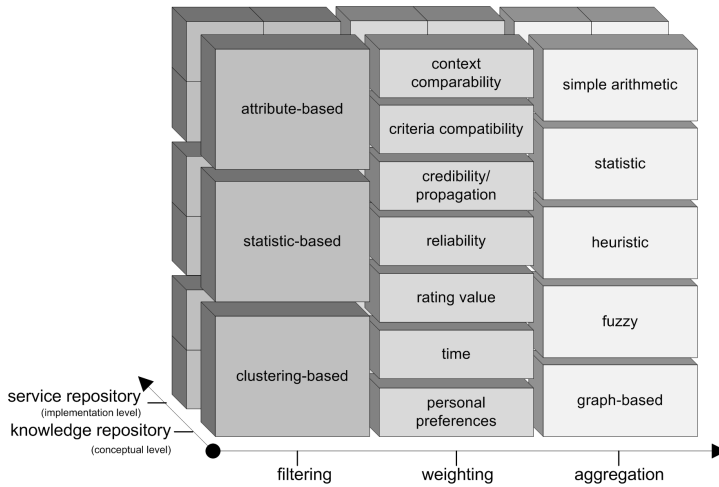 attribute-based
statistic-based
clustering-based
context
comparability
criteria compatibility
credibility/
propagation
reliability
rating value
time
personal
preferences
simple arithmetic
statistic
heuristic
fuzzy
graph-based
service repository
(implementation level)
knowledge repository
(conceptual level)
filtering
weighting
aggregation